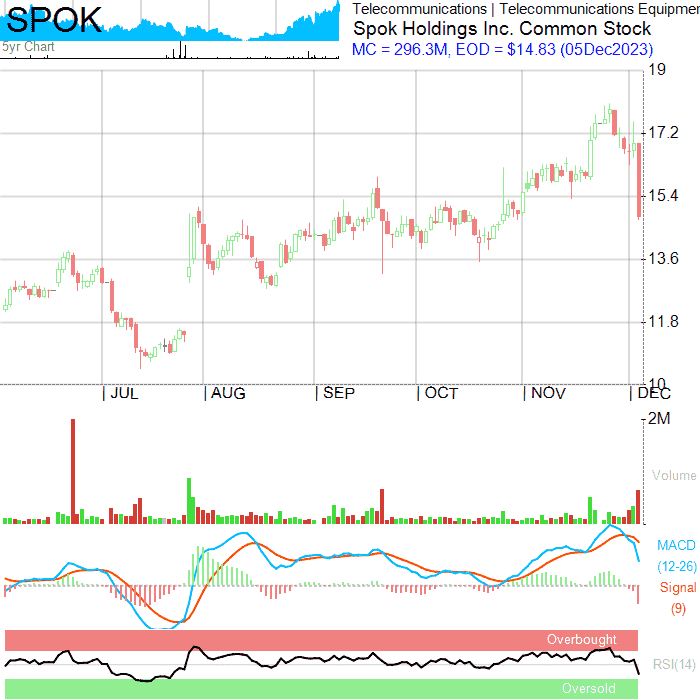 SPOK
5yr Chart
Telecommunications | Telecommunications Equipmen
Spok Holdings Inc. Common Stock
MC = 296.3M, EOD = $14.83 (05Dec2023)
19
17.2
15.4
13.6
11.8
10
JUL AUG SEP OCT NOV DEC
2M
Volume
MACD
(12-26)
Signal
(9)
Overbought
RSI(14)
Oversold